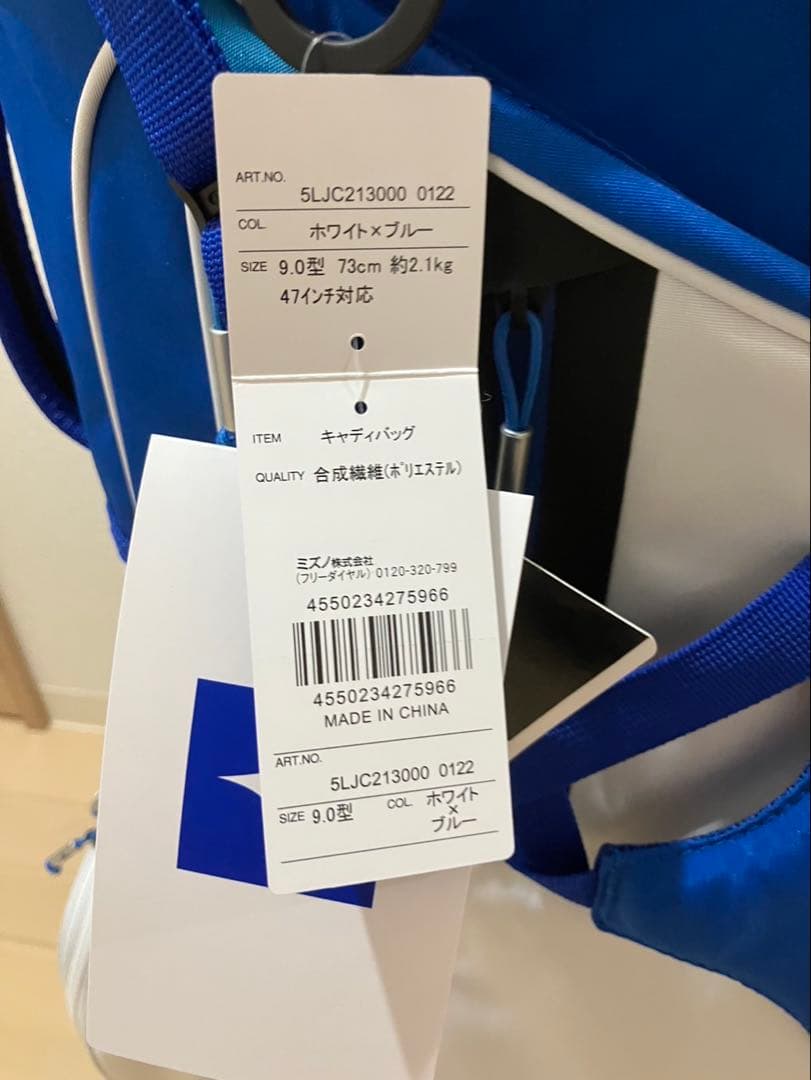 ART.NO.
5LJC213000 0122
COL. ホワイト×ブルー
SIZE 9.0型 73cm 約2.1kg
47インチ対応
ITEM キャディバッグ
QUALITY 合成繊維(ポリエステル)
ミズノ株式会社
(フリーダイヤル) 0120-320-799
4550234275966
4550234275966
MADE IN CHINA
ART.NO.
5LJC213000 0122
SIZE 9.0型 COL. ホワイト
×
ブルー